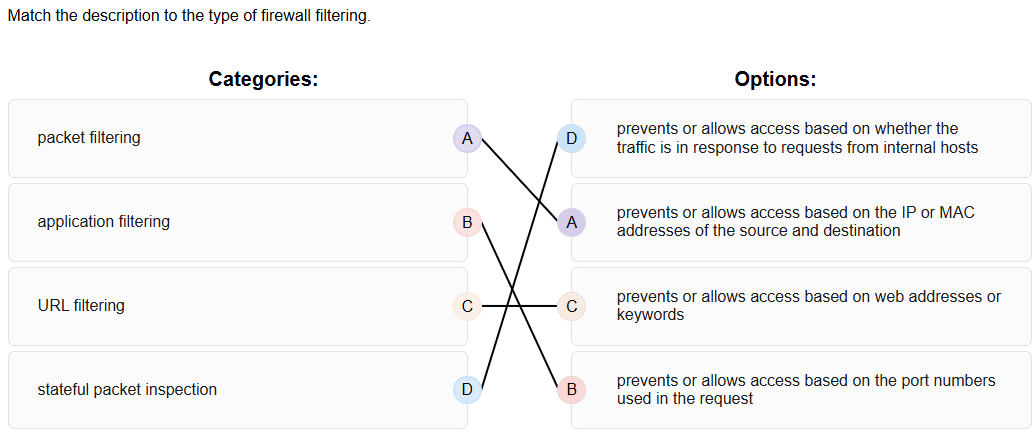 Match the description to the type of firewall filtering.
Categories:
Options:
packet filtering
A
D
prevents or allows access based on whether the
traffic is in response to requests from internal hosts
application filtering
B
A
prevents or allows access based on the IP or MAC
addresses of the source and destination
URL filtering
C
C
prevents or allows access based on web addresses or
keywords
stateful packet inspection
D
B
prevents or allows access based on the port numbers
used in the request